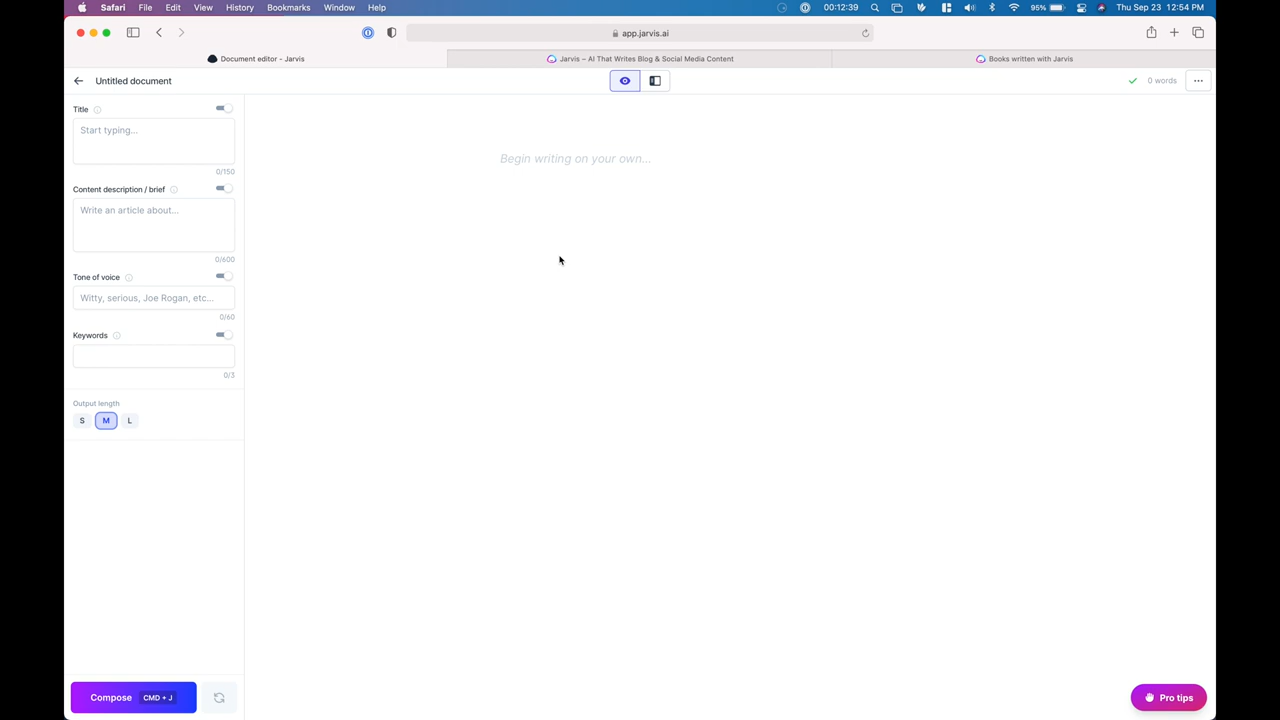 Safari File Edit View History Bookmarks Window Help 00:12:39 95% Thu Sep 23 12:54 PM
app.jarvis.ai
Document editor - Jarvis Jarvis – AI That Writes Blog & Social Media Content Books written with Jarvis
Untitled document 0 words
Title
Start typing...
0/150
Content description / brief
Write an article about...
0/600
Tone of voice
Witty, serious, Joe Rogan, etc...
0/60
Keywords
0/3
Output length
S M L
Compose CMD + J
Begin writing on your own...
Pro tips